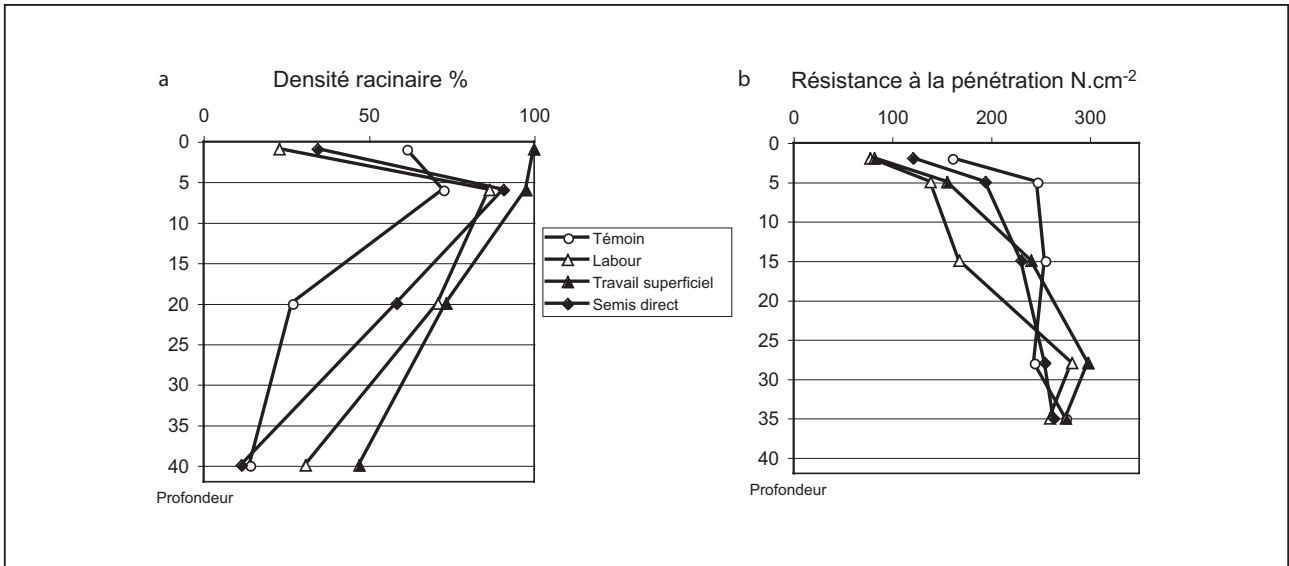 a Densité racinaire %
0 50 100
0
5
10
15
20
25
30
35
40
Profondeur
Témoin
Labour
Travail superficiel
Semis direct
b Résistance à la pénétration N.cm-2
0 100 200 300
0
5
10
15
20
25
30
35
40
Profondeur